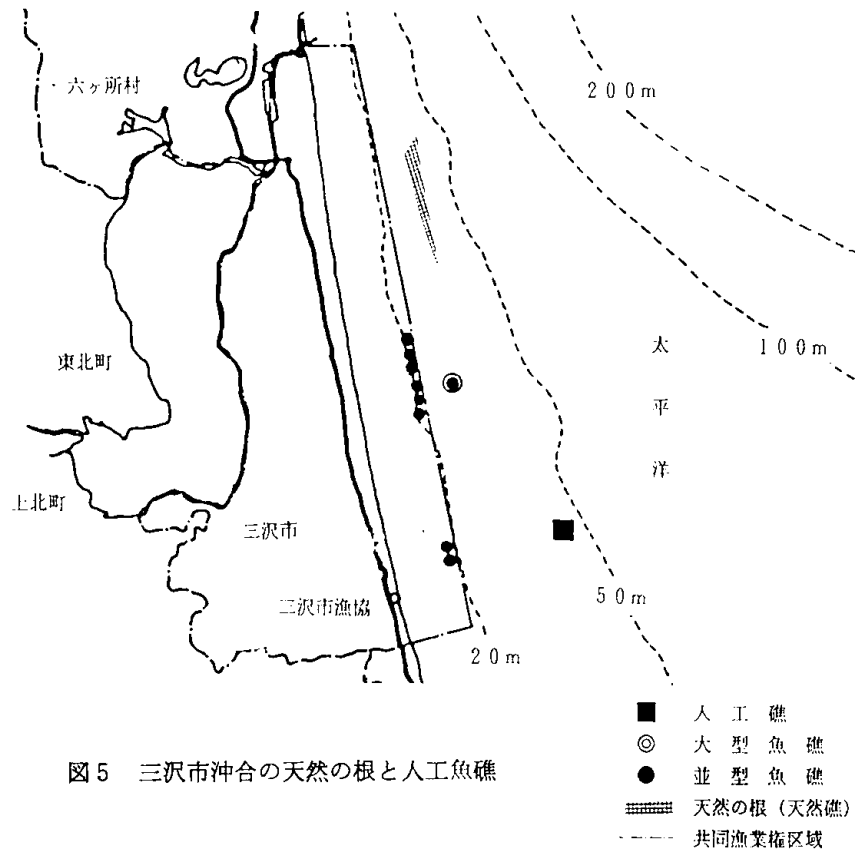 六ヶ所村
200m
東北町
太平洋
100m
上北町
三沢市
三沢市漁協
50m
20m
人工礁
大型魚礁
並型魚礁
天然の根(天然礁)
共同漁業権区域
図5 三沢市沖合の天然の根と人工魚礁